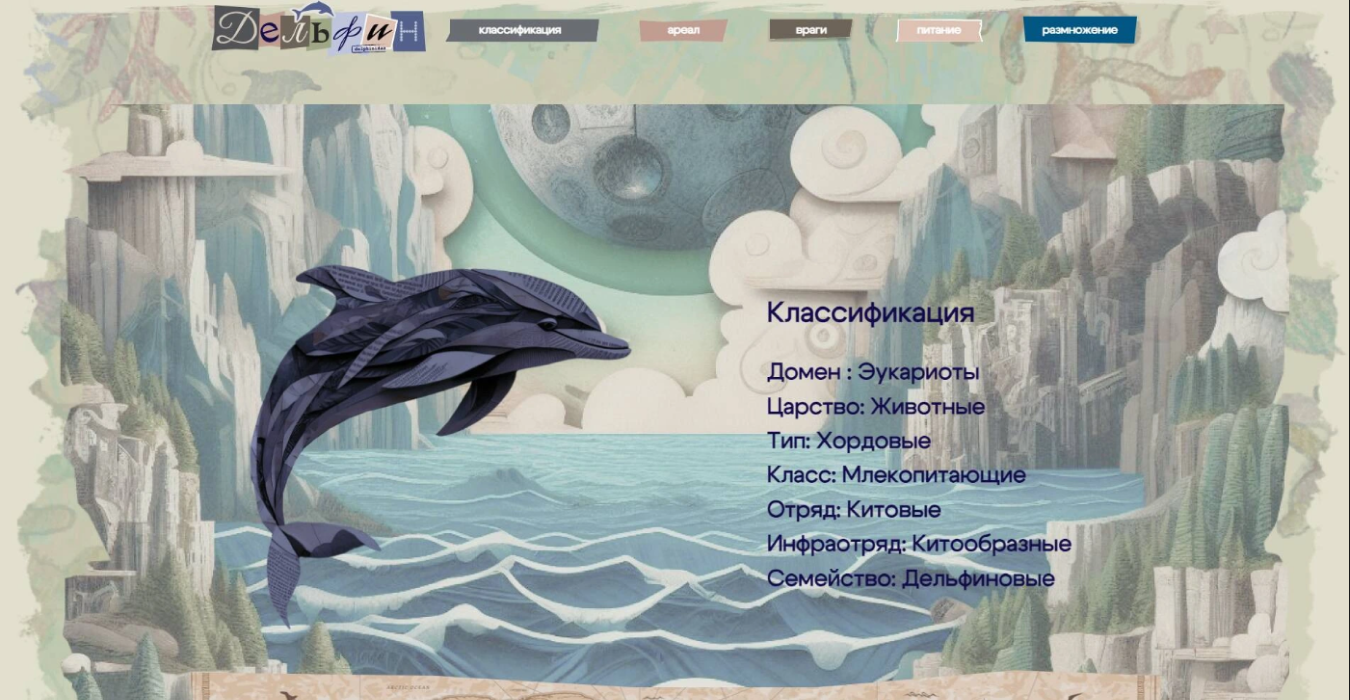 Дельфин
delphinidae
классификация
ареал
враги
питание
размножение
Классификация
Домен : Эукариоты
Царство: Животные
Тип: Хордовые
Класс: Млекопитающие
Отряд: Китовые
Инфраотряд: Китообразные
Семейство: Дельфиновые